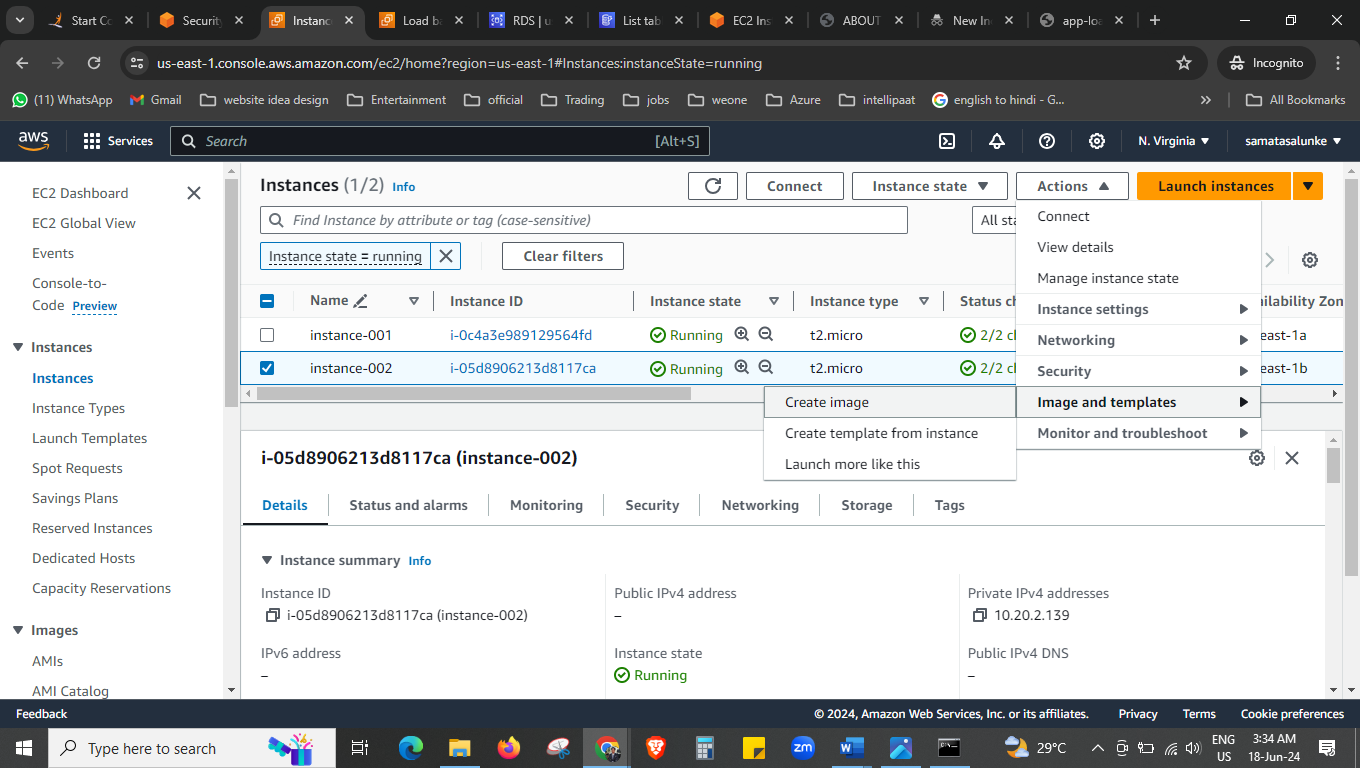 Start Co
Security
Instanc
Load ba
RDS | u
List tab
EC2 Ins
ABOUT
New In
app-loa
us-east-1.console.aws.amazon.com/ec2/home?region=us-east-1#Instances:instanceState=running
Incognito
(11) WhatsApp
Gmail
website idea design
Entertainment
official
Trading
jobs
weone
Azure
intellipaat
english to hindi - G...
All Bookmarks
aws
Services
Search
[Alt+S]
N. Virginia
samatasalunke
EC2 Dashboard
EC2 Global View
Events
Console-to-
Code Preview
Instances
Instances
Instance Types
Launch Templates
Spot Requests
Savings Plans
Reserved Instances
Dedicated Hosts
Capacity Reservations
Images
AMIs
AMI Catalog
Instances (1/2) Info
Connect
Instance state
Actions
Launch instances
Find Instance by attribute or tag (case-sensitive)
All sta
Instance state = running
Clear filters
Name
Instance ID
Instance state
Instance type
Status ch
ilability Zon
instance-001
i-0c4a3e989129564fd
Running
t2.micro
2/2 ch
east-1a
instance-002
i-05d8906213d8117ca
Running
t2.micro
2/2 ch
east-1b
Connect
View details
Manage instance state
Instance settings
Networking
Security
Image and templates
Monitor and troubleshoot
Create image
Create template from instance
Launch more like this
i-05d8906213d8117ca (instance-002)
Details
Status and alarms
Monitoring
Security
Networking
Storage
Tags
Instance summary Info
Instance ID
i-05d8906213d8117ca (instance-002)
Public IPv4 address
–
Private IPv4 addresses
10.20.2.139
IPv6 address
–
Instance state
Running
Public IPv4 DNS
–
Feedback
© 2024, Amazon Web Services, Inc. or its affiliates.
Privacy
Terms
Cookie preferences
Type here to search
zm
29°C
ENG
US
3:34 AM
18-Jun-24